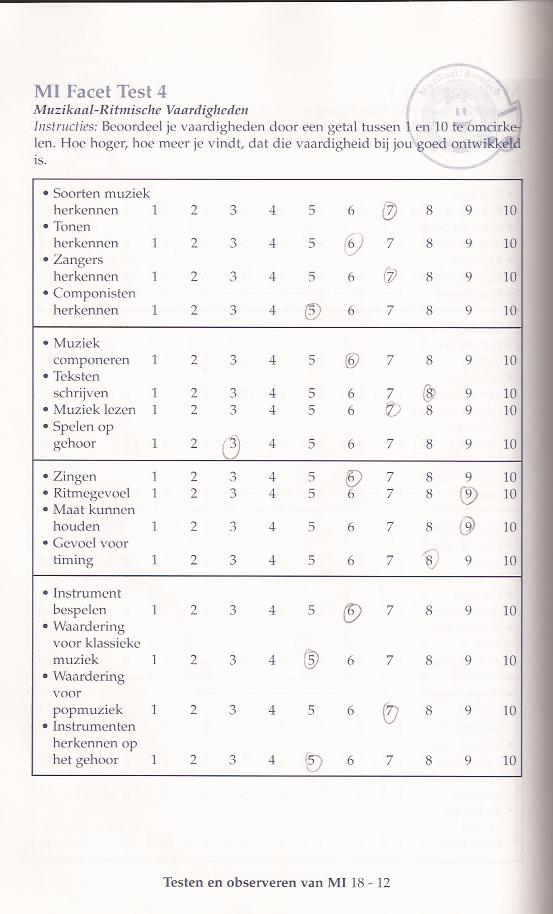 Muzikaal/Ritmisch
MI Facet Test 4
Muzikaal-Ritmische Vaardigheden
Instructies: Beoordeel je vaardigheden door een getal tussen 1 en 10 te omcirke-
len. Hoe hoger, hoe meer je vindt, dat die vaardigheid bij jou goed ontwikkeld
is.
• Soorten muziek
herkennen 1 2 3 4 5 6 7 8 9 10
• Tonen
herkennen 1 2 3 4 5 6 7 8 9 10
• Zangers
herkennen 1 2 3 4 5 6 7 8 9 10
• Componisten
herkennen 1 2 3 4 5 6 7 8 9 10
• Muziek
componeren 1 2 3 4 5 6 7 8 9 10
• Teksten
schrijven 1 2 3 4 5 6 7 8 9 10
• Muziek lezen 1 2 3 4 5 6 7 8 9 10
• Spelen op
gehoor 1 2 3 4 5 6 7 8 9 10
• Zingen 1 2 3 4 5 6 7 8 9 10
• Ritmegevoel 1 2 3 4 5 6 7 8 9 10
• Maat kunnen
houden 1 2 3 4 5 6 7 8 9 10
• Gevoel voor
timing 1 2 3 4 5 6 7 8 9 10
• Instrument
bespelen 1 2 3 4 5 6 7 8 9 10
• Waardering
voor klassieke
muziek 1 2 3 4 5 6 7 8 9 10
• Waardering
voor
popmuziek 1 2 3 4 5 6 7 8 9 10
• Instrumenten
herkennen op
het gehoor 1 2 3 4 5 6 7 8 9 10
Testen en observeren van MI 18 - 12